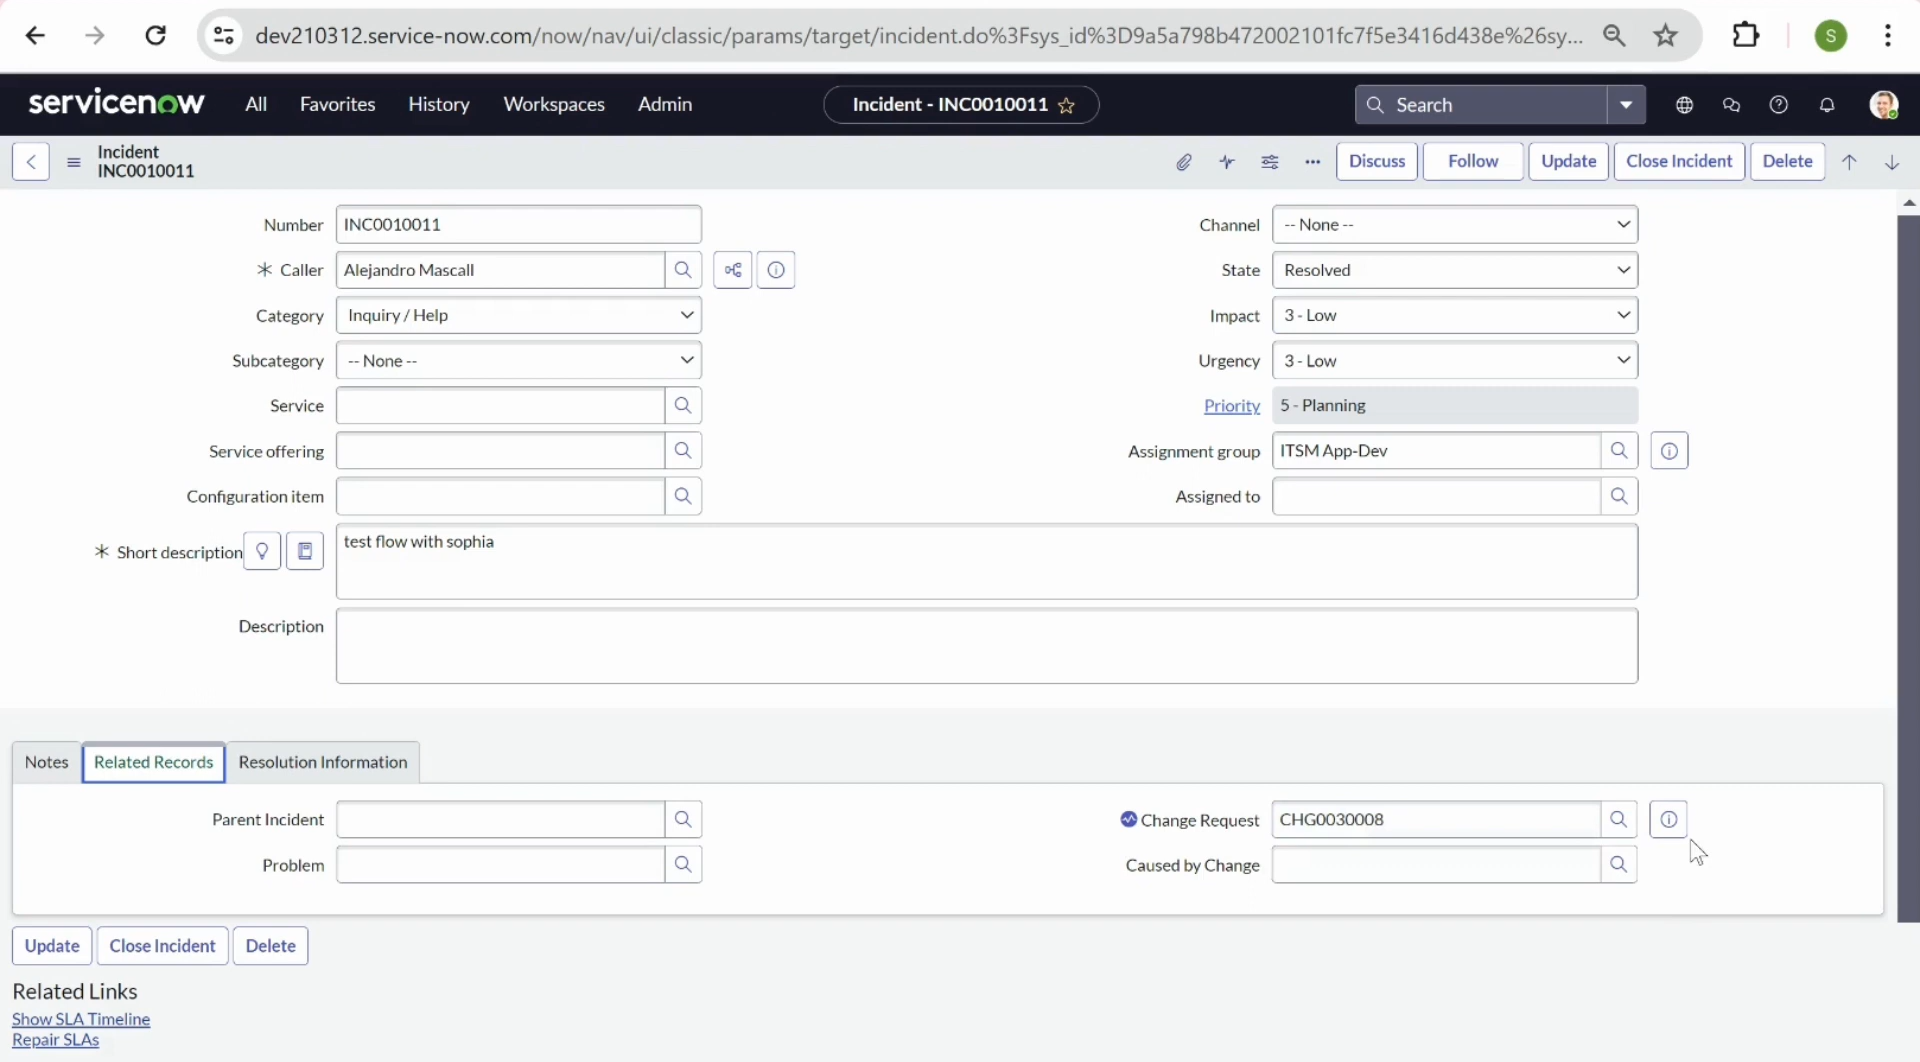 dev210312.service-now.com/now/nav/ui/classic/params/target/incident.do%3Fsys_id%3D9a5a798b472002101fc7f5e3416d438e%26sy...
S
servicenow All Favorites History Workspaces Admin Incident - INC0010011 Search
Incident
INC0010011
Discuss Follow Update Close Incident Delete
Number INC0010011 Channel -- None --
Caller Alejandro Mascall State Resolved
Category Inquiry / Help Impact 3 - Low
Subcategory -- None -- Urgency 3 - Low
Service Priority 5 - Planning
Service offering Assignment group ITSM App-Dev
Configuration item Assigned to
Short description test flow with sophia
Description
Notes Related Records Resolution Information
Parent Incident Change Request CHG0030008
Problem Caused by Change
Update Close Incident Delete
Related Links
Show SLA Timeline
Repair SLAs